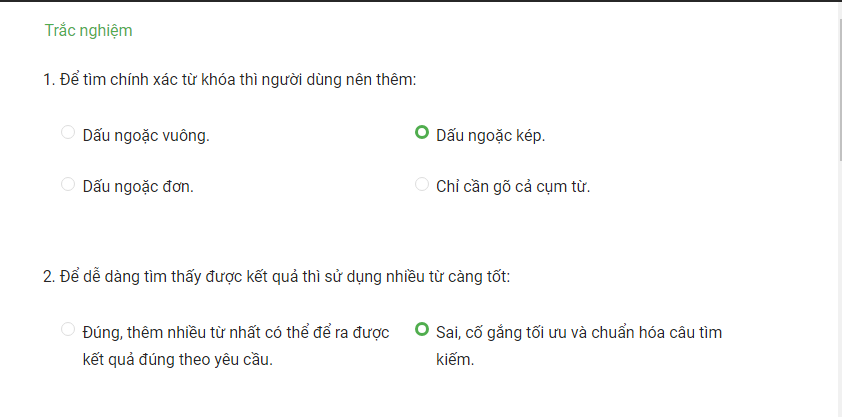 Trắc nghiệm
1. Để tìm chính xác từ khóa thì người dùng nên thêm:
Dấu ngoặc vuông.
Dấu ngoặc kép.
Dấu ngoặc đơn.
Chỉ cần gõ cả cụm từ.
2. Để dễ dàng tìm thấy được kết quả thì sử dụng nhiều từ càng tốt:
Đúng, thêm nhiều từ nhất có thể để ra được
kết quả đúng theo yêu cầu.
Sai, cố gắng tối ưu và chuẩn hóa câu tìm
kiếm.